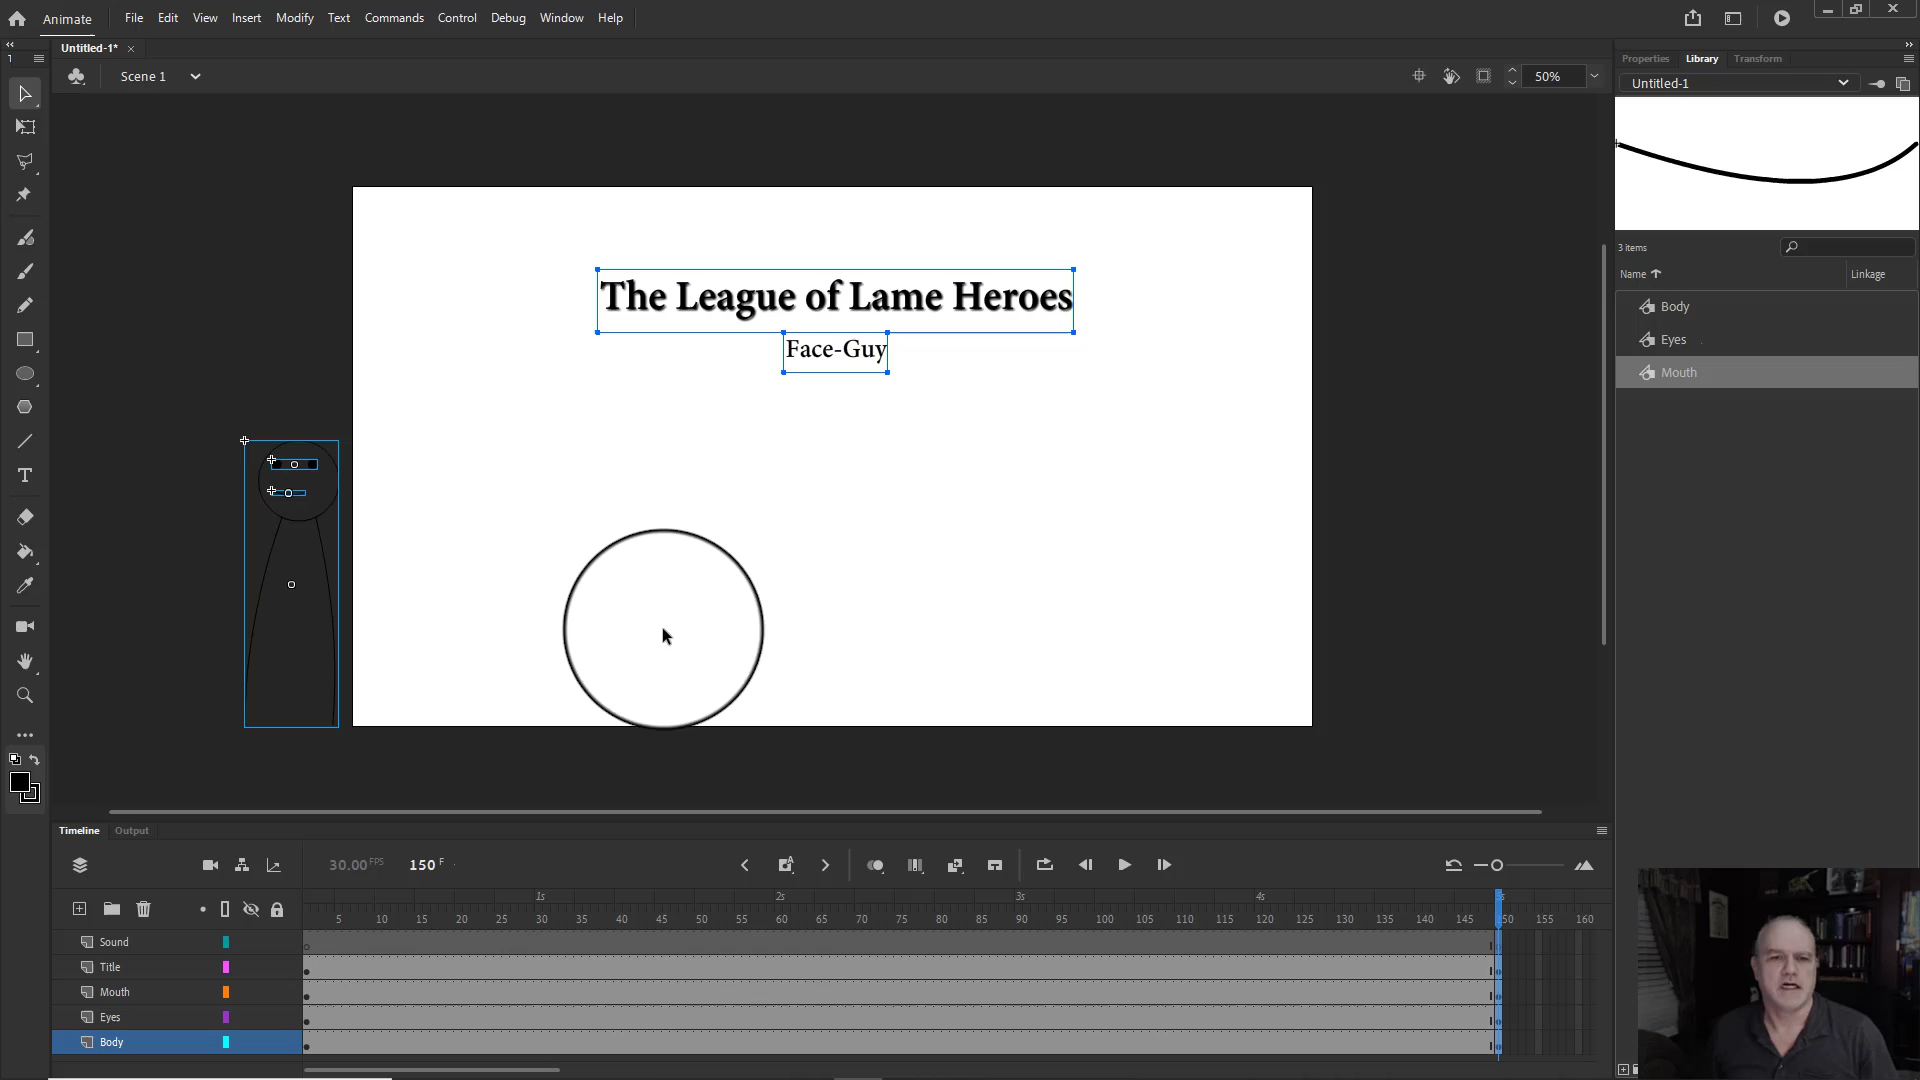 Animate File Edit View Insert Modify Text Commands Control Debug Window Help
Untitled-1*
Scene 1 50%
Properties Library Transform
Untitled-1
3 items
Name Linkage
Body
Eyes
Mouth
The League of Lame Heroes
Face-Guy
Timeline Output
30.00 FPS 150 F
1s 2s 3s 4s
5 10 15 20 25 30 35 40 45 50 55 60 65 70 75 80 85 90 95 100 105 110 115 120 125 130 135 140 145 150 155 160
Sound
Title
Mouth
Eyes
Body